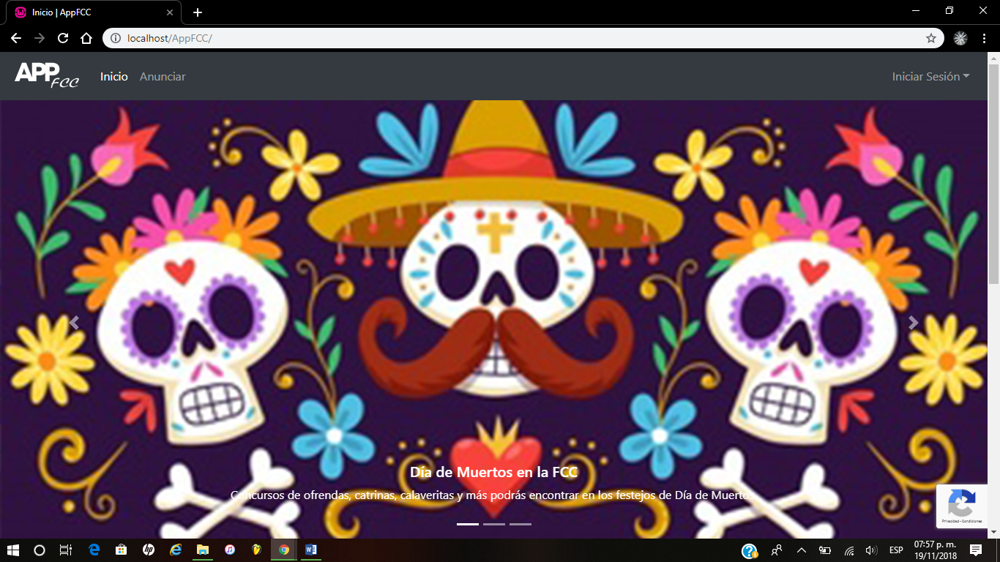 Inicio | AppFCC
localhost/AppFCC/
APP FCC
Inicio Anunciar Iniciar Sesión
Día de Muertos en la FCC
Concursos de ofrendas, catrinas, calaveritas y más podrás encontrar en los festejos de Día de Muertos.
Privacidad - Condiciones
ESP
07:57 p. m.
19/11/2018